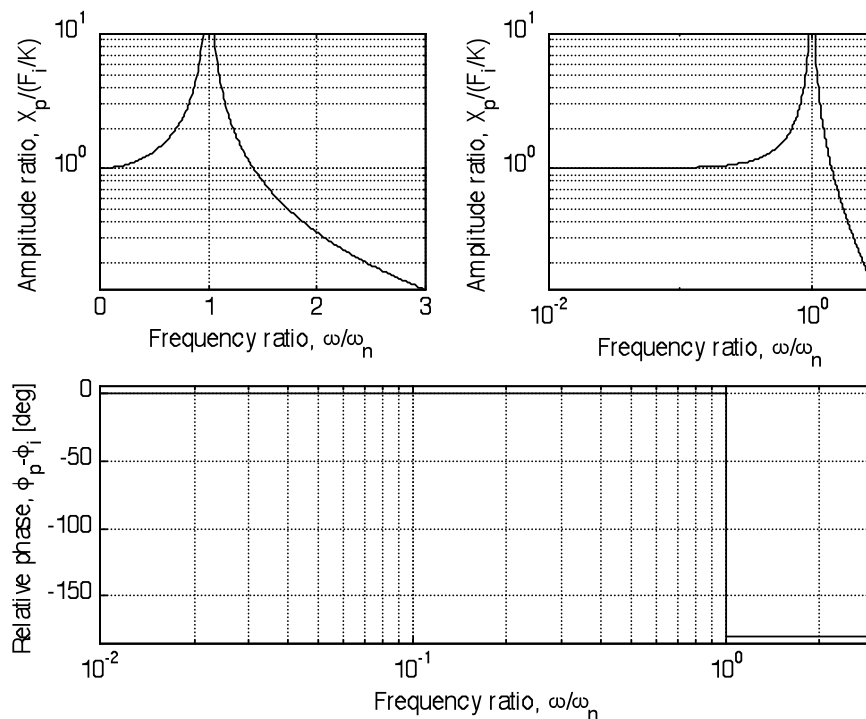 10^1
10^0
Amplitude ratio, X_p/(F_i/K)
0 1 2 3
Frequency ratio, ω/ω_n
10^1
10^0
Amplitude ratio, X_p/(F_i/K)
10^-2 10^0
Frequency ratio, ω/ω_n
0
-50
-100
-150
Relative phase, ϕ_p-ϕ_i [deg]
10^-2 10^-1 10^0
Frequency ratio, ω/ω_n